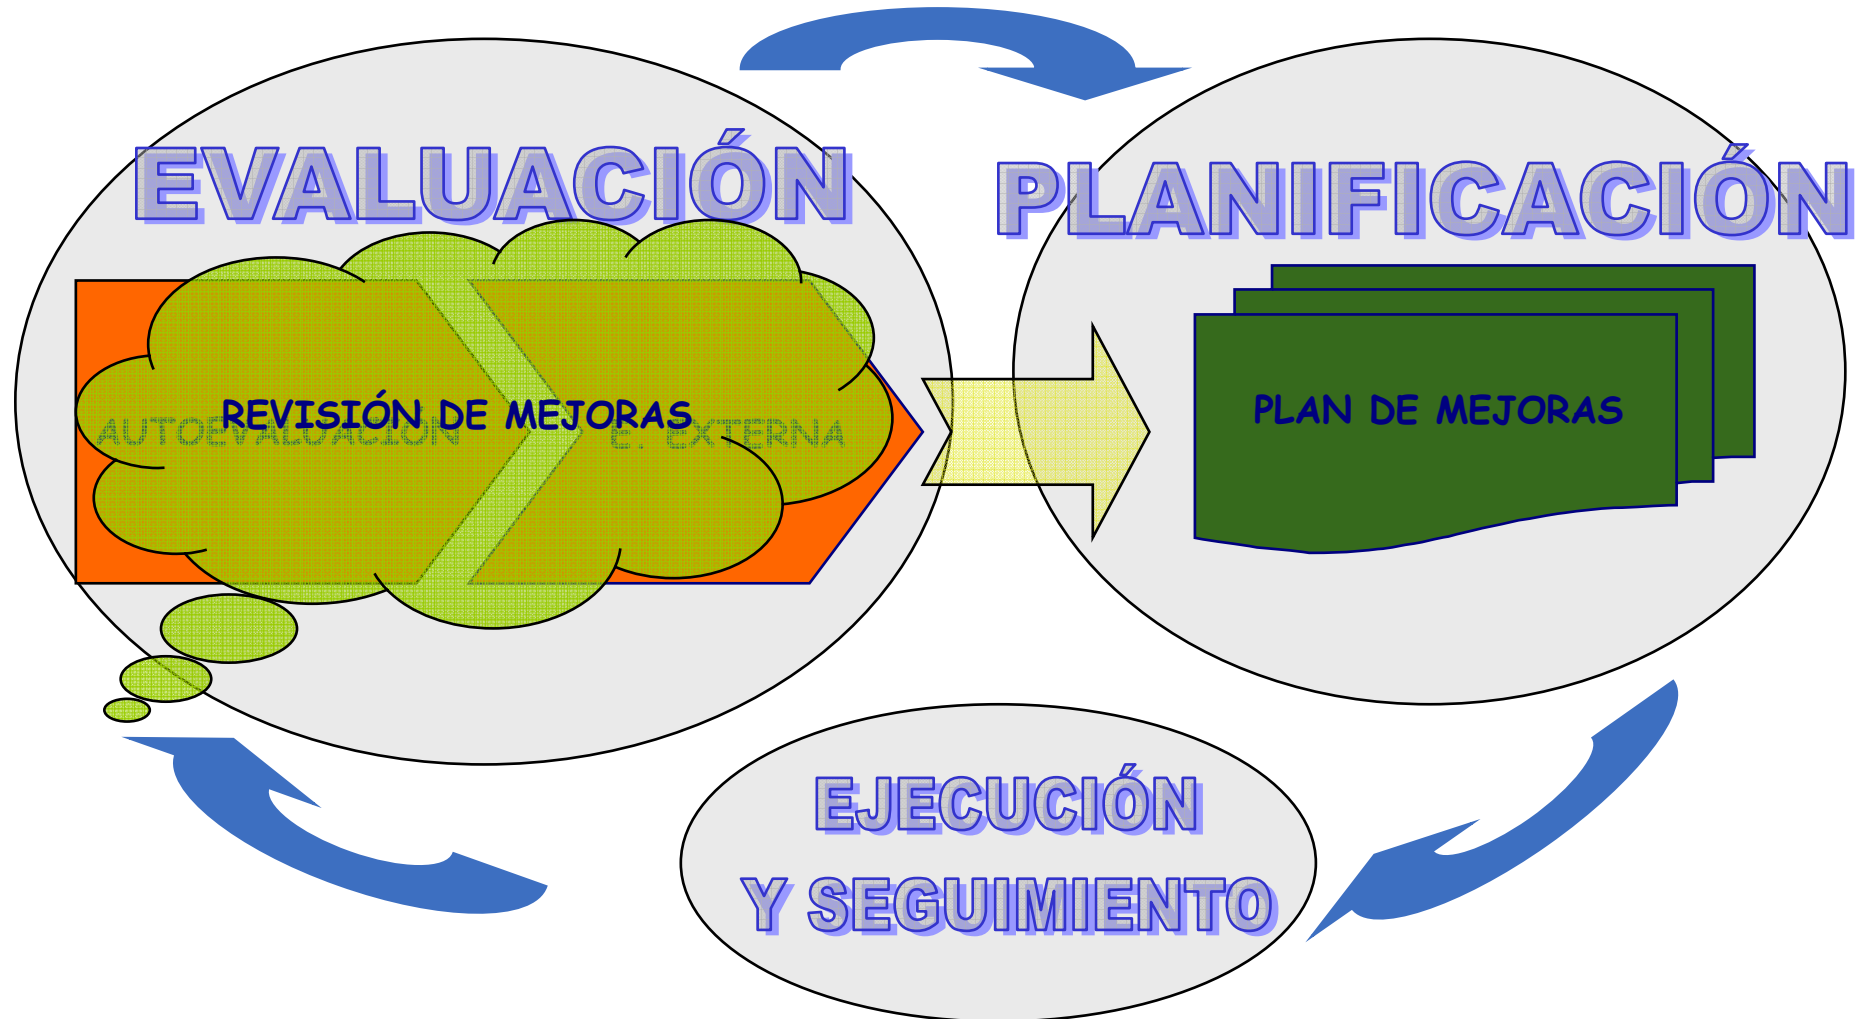 EVALUACIÓN
PLANIFICACIÓN
AUTOEVALUACIÓN
E. EXTERNA
REVISIÓN DE MEJORAS
PLAN DE MEJORAS
EJECUCIÓN
Y SEGUIMIENTO